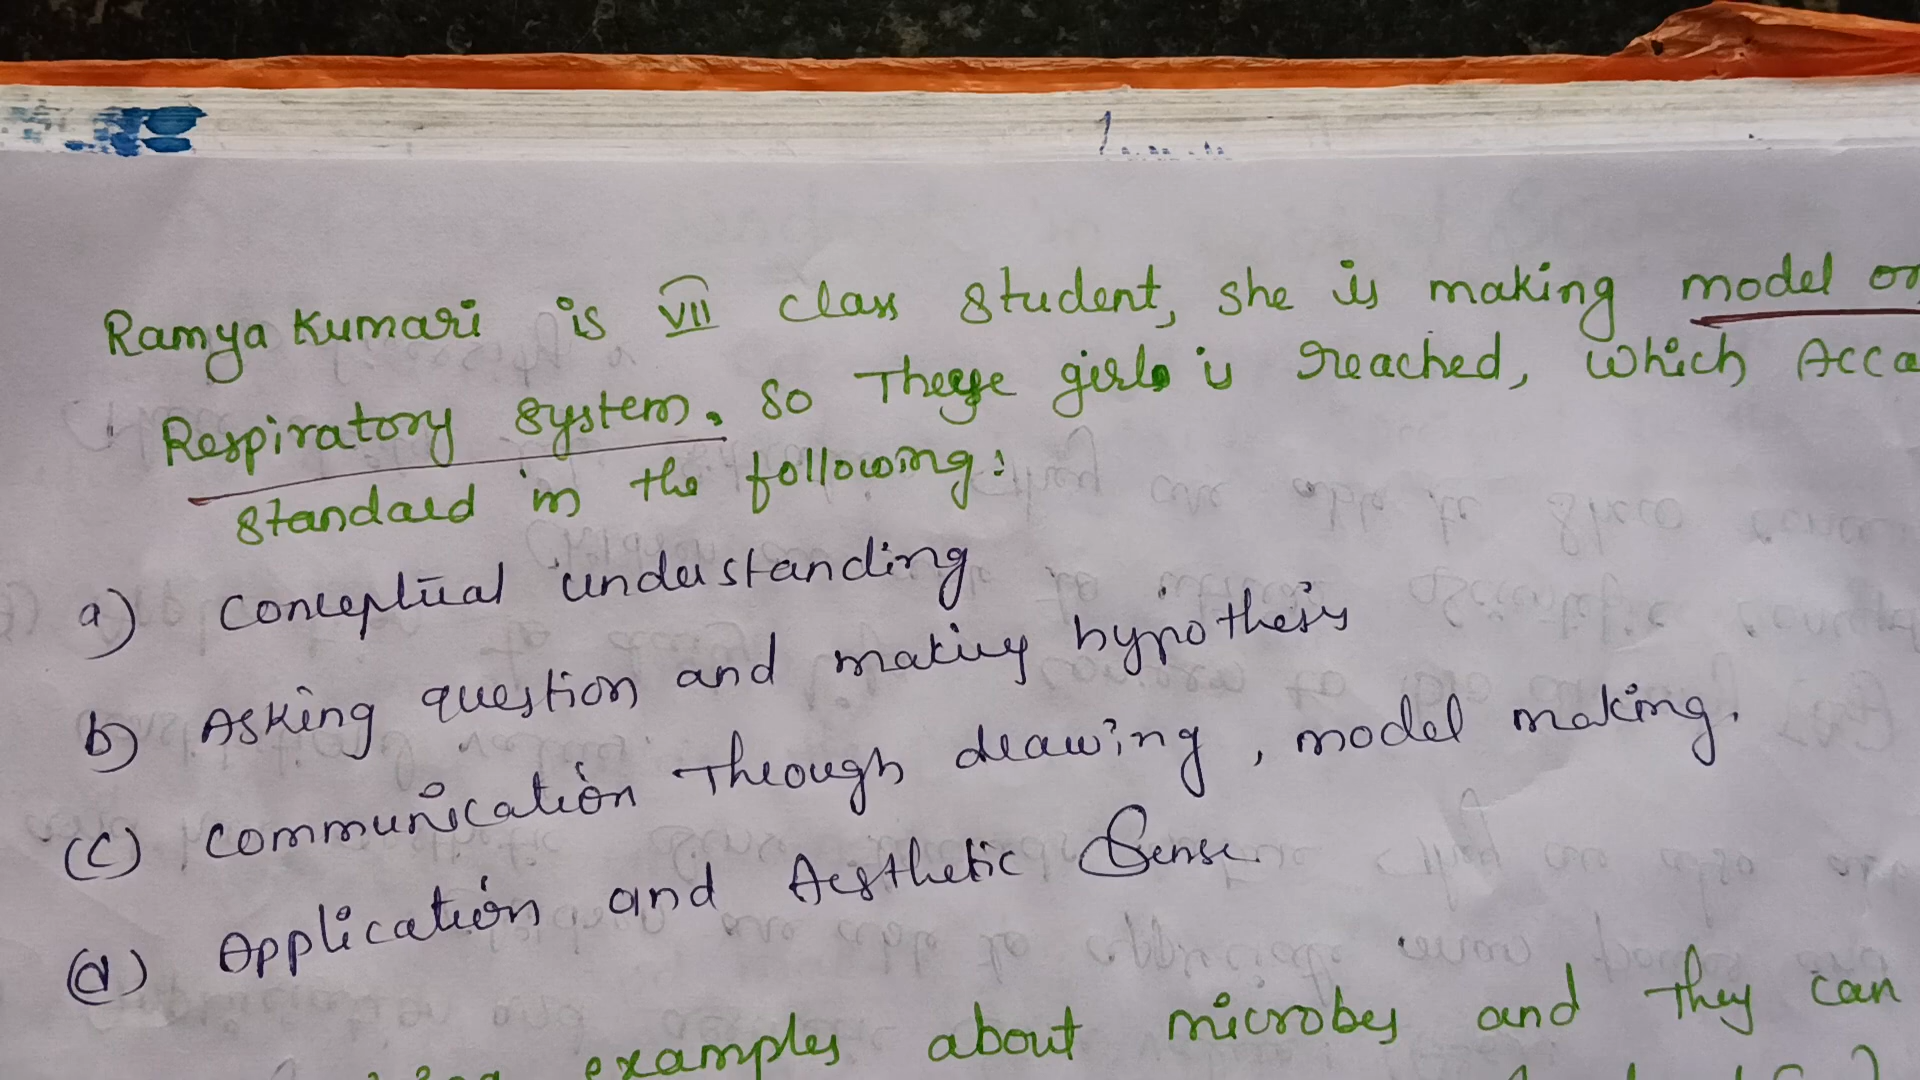 Ramya Kumari is VII class student, she is making model on
Respiratory system. So These girls is reached, which Acca
standard in the following:
a) Conceptual understanding
b) Asking question and making hypothesis
(c) Communication Through drawing, model making.
(d) Application and Aesthetic Sense
examples about microbes and They can